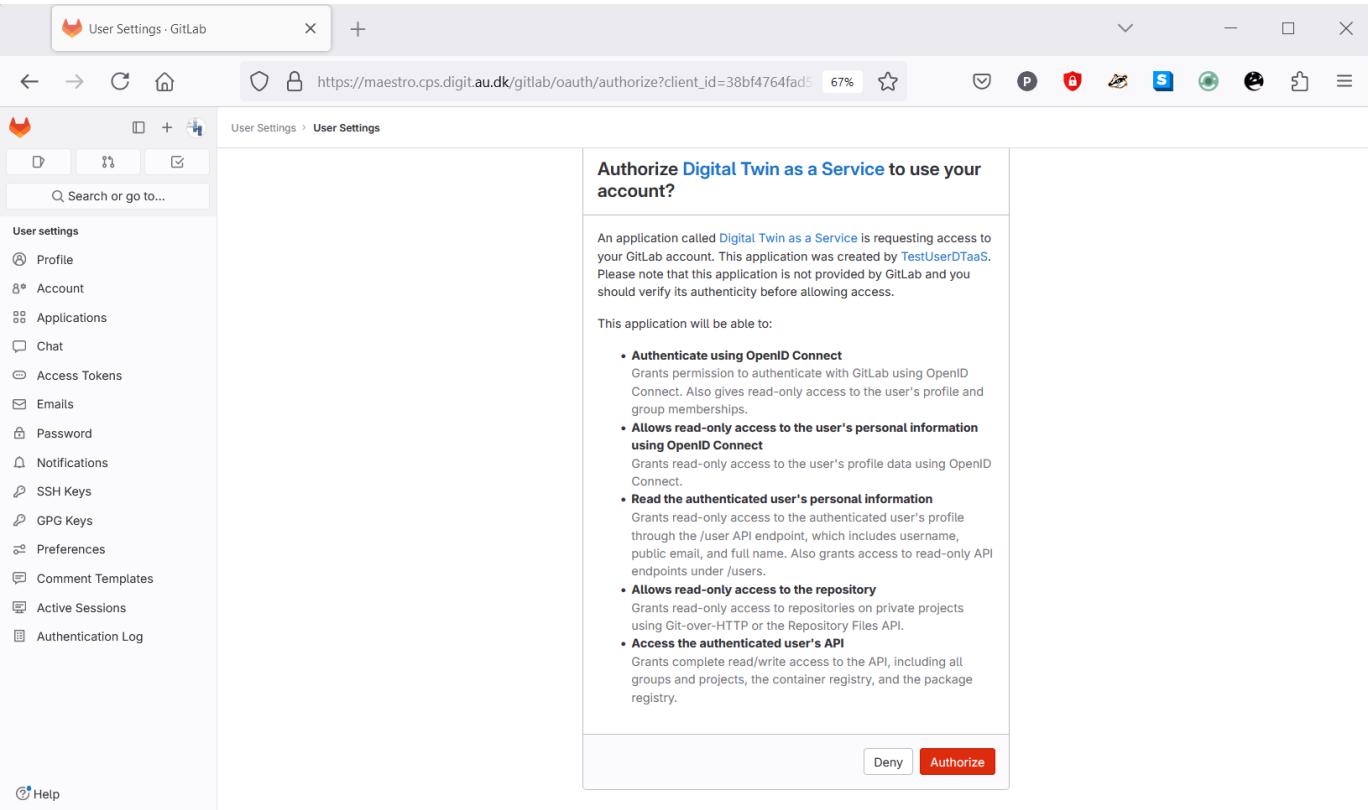 User Settings · GitLab
https://maestro.cps.digit.au.dk/gitlab/oauth/authorize?client_id=38bf4764fad5
67%
User Settings › User Settings
Search or go to...
User settings
Profile
Account
Applications
Chat
Access Tokens
Emails
Password
Notifications
SSH Keys
GPG Keys
Preferences
Comment Templates
Active Sessions
Authentication Log
Help
Authorize Digital Twin as a Service to use your
account?
An application called Digital Twin as a Service is requesting access to
your GitLab account. This application was created by TestUserDTaaS.
Please note that this application is not provided by GitLab and you
should verify its authenticity before allowing access.
This application will be able to:
• Authenticate using OpenID Connect
Grants permission to authenticate with GitLab using OpenID
Connect. Also gives read-only access to the user's profile and
group memberships.
• Allows read-only access to the user's personal information
using OpenID Connect
Grants read-only access to the user's profile data using OpenID
Connect.
• Read the authenticated user's personal information
Grants read-only access to the authenticated user's profile
through the /user API endpoint, which includes username,
public email, and full name. Also grants access to read-only API
endpoints under /users.
• Allows read-only access to the repository
Grants read-only access to repositories on private projects
using Git-over-HTTP or the Repository Files API.
• Access the authenticated user's API
Grants complete read/write access to the API, including all
groups and projects, the container registry, and the package
registry.
Deny
Authorize